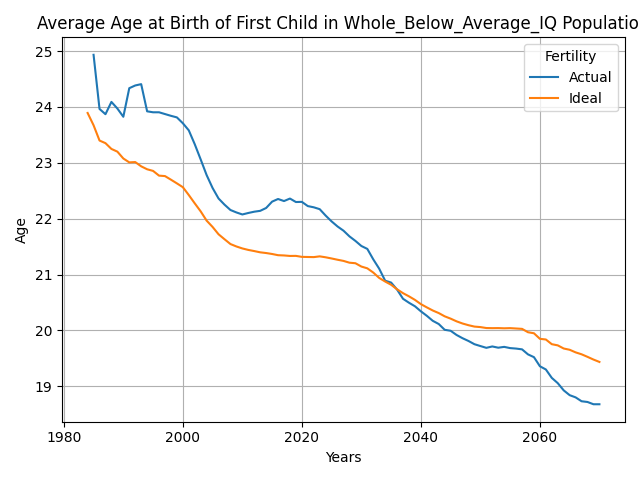 Average Age at Birth of First Child in Whole_Below_Average_IQ Populatio
Fertility
Actual
Ideal
25
24
23
22
21
20
19
Age
1980
2000
2020
2040
2060
Years